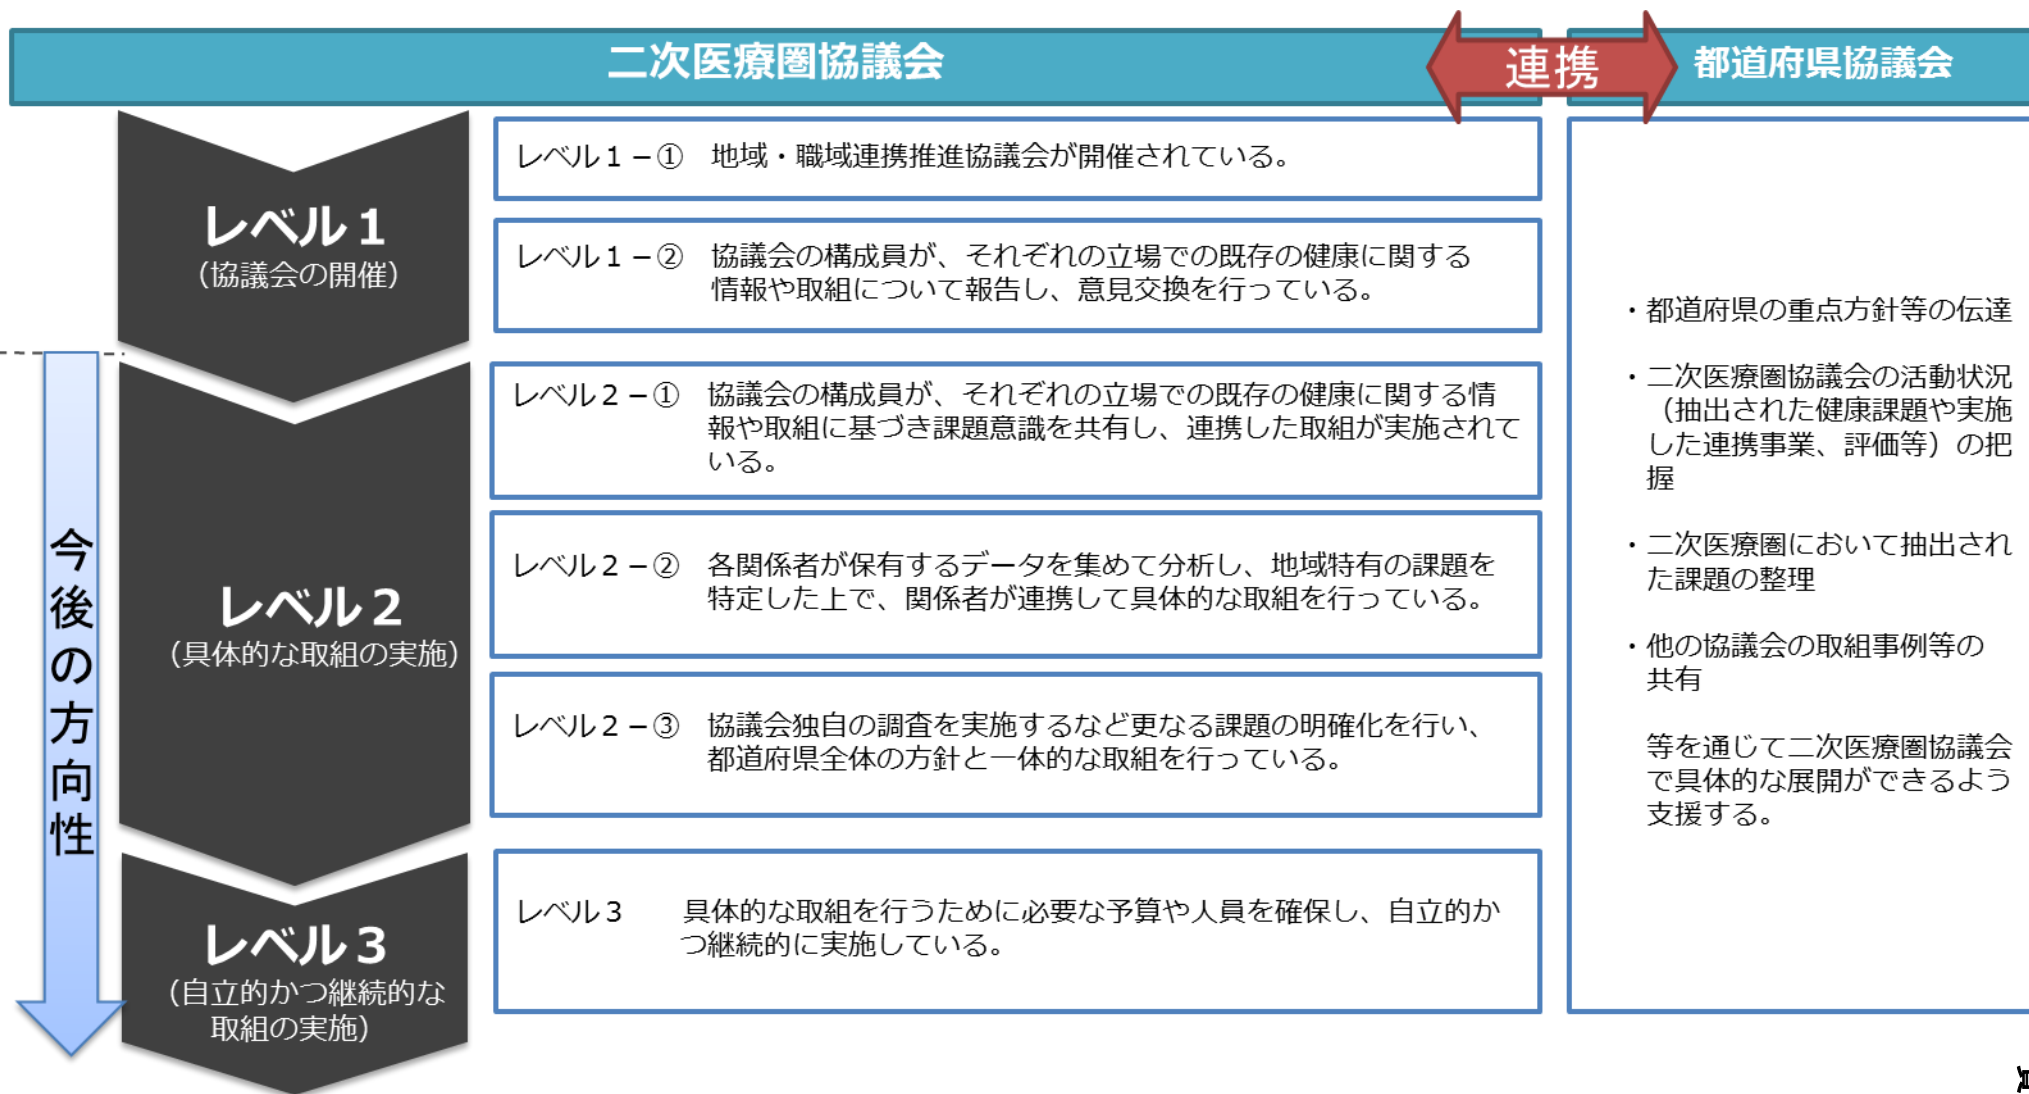 二次医療圏協議会
連携
都道府県協議会
レベル１
（協議会の開催）
レベル１－① 地域・職域連携推進協議会が開催されている。
レベル１－② 協議会の構成員が、それぞれの立場での既存の健康に関する
情報や取組について報告し、意見交換を行っている。
今後の方向性
レベル２
（具体的な取組の実施）
レベル２－① 協議会の構成員が、それぞれの立場での既存の健康に関する情
報や取組に基づき課題意識を共有し、連携した取組が実施されて
いる。
レベル２－② 各関係者が保有するデータを集めて分析し、地域特有の課題を
特定した上で、関係者が連携して具体的な取組を行っている。
レベル２－③ 協議会独自の調査を実施するなど更なる課題の明確化を行い、
都道府県全体の方針と一体的な取組を行っている。
レベル３
（自立的かつ継続的な
取組の実施）
レベル３ 具体的な取組を行うために必要な予算や人員を確保し、自立的か
つ継続的に実施している。
・都道府県の重点方針等の伝達
・二次医療圏協議会の活動状況
（抽出された健康課題や実施
した連携事業、評価等）の把
握
・二次医療圏において抽出され
た課題の整理
・他の協議会の取組事例等の
共有
等を通じて二次医療圏協議会
で具体的な展開ができるよう
支援する。